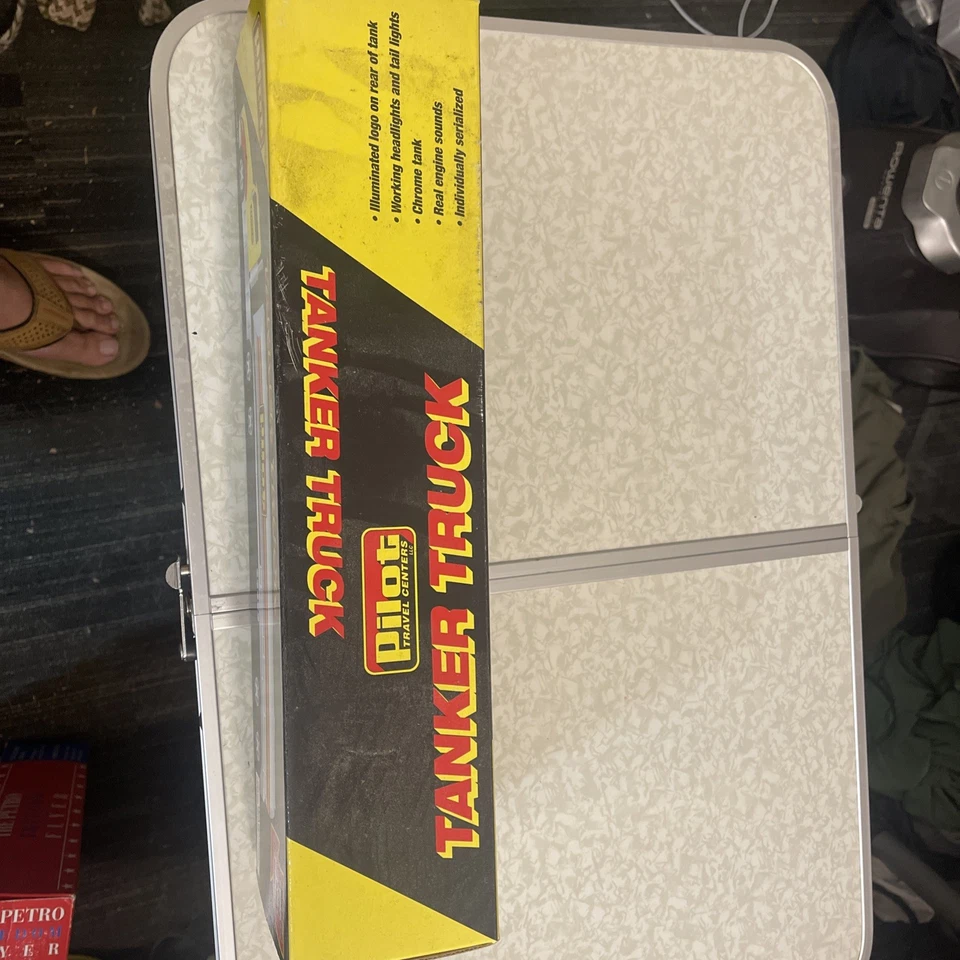 • Illuminated logo on rear of tank
• Working headlights and tail lights
• Chrome tank
• Real engine sounds
• Individually serialized
TANKER TRUCK
Pilot
TRAVEL CENTERS
LLC
TANKER TRUCK
rowenta
PETRO
Y E R